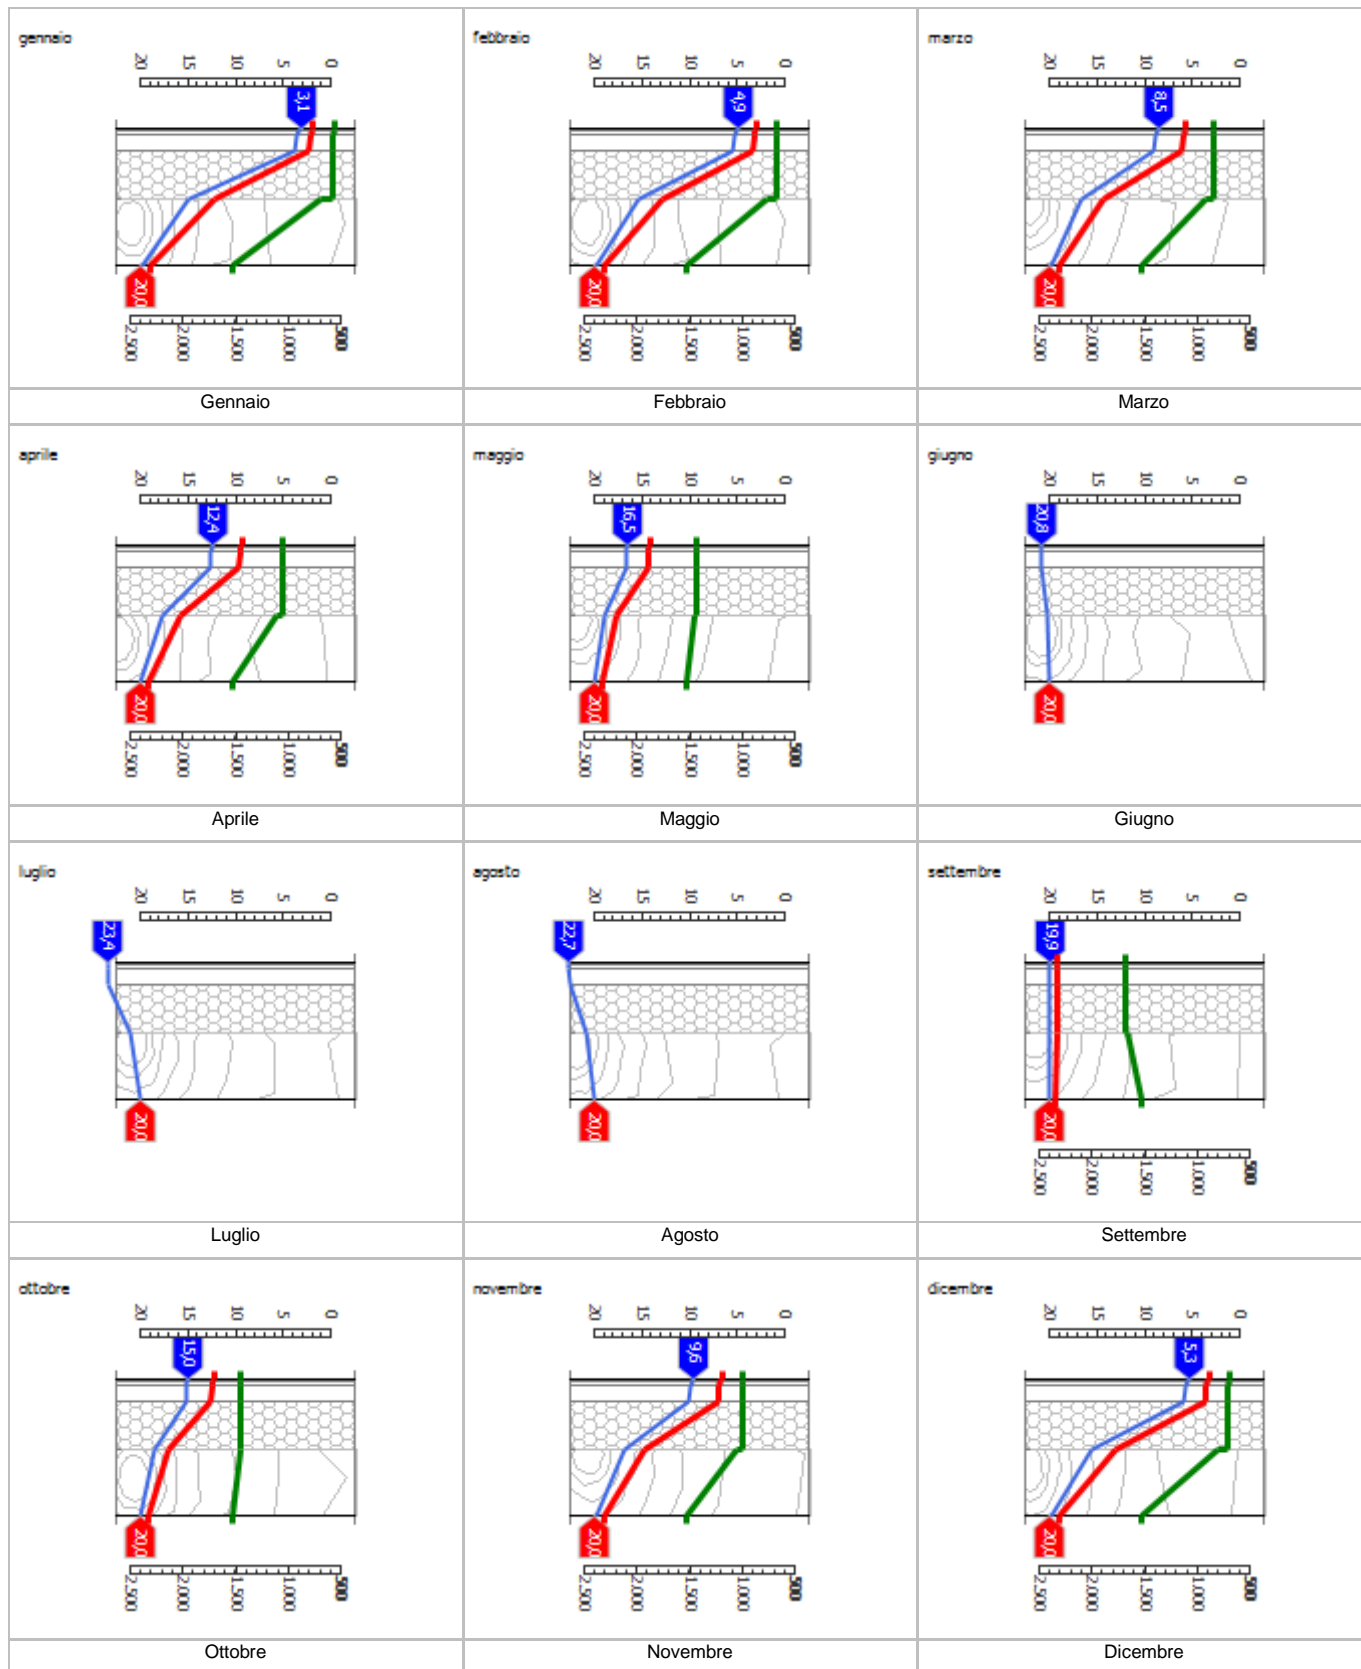 gennaio
20 15 10 5 0
3,1
20,0
2.500 2.000 1.500 1.000 500
Gennaio
febbraio
20 15 10 5 0
4,9
20,0
2.500 2.000 1.500 1.000 500
Febbraio
marzo
20 15 10 5 0
8,5
20,0
2.500 2.000 1.500 1.000 500
Marzo
aprile
20 15 10 5 0
12,4
20,0
2.500 2.000 1.500 1.000 500
Aprile
maggio
20 15 10 5 0
16,5
20,0
2.500 2.000 1.500 1.000 500
Maggio
giugno
20 15 10 5 0
20,8
20,0
Giugno
luglio
20 15 10 5 0
23,4
20,0
Luglio
agosto
20 15 10 5 0
22,7
20,0
Agosto
settembre
20 15 10 5 0
19,9
20,0
2.500 2.000 1.500 1.000 500
Settembre
ottobre
20 15 10 5 0
15,0
20,0
2.500 2.000 1.500 1.000 500
Ottobre
novembre
20 15 10 5 0
9,6
20,0
2.500 2.000 1.500 1.000 500
Novembre
dicembre
20 15 10 5 0
5,3
20,0
2.500 2.000 1.500 1.000 500
Dicembre